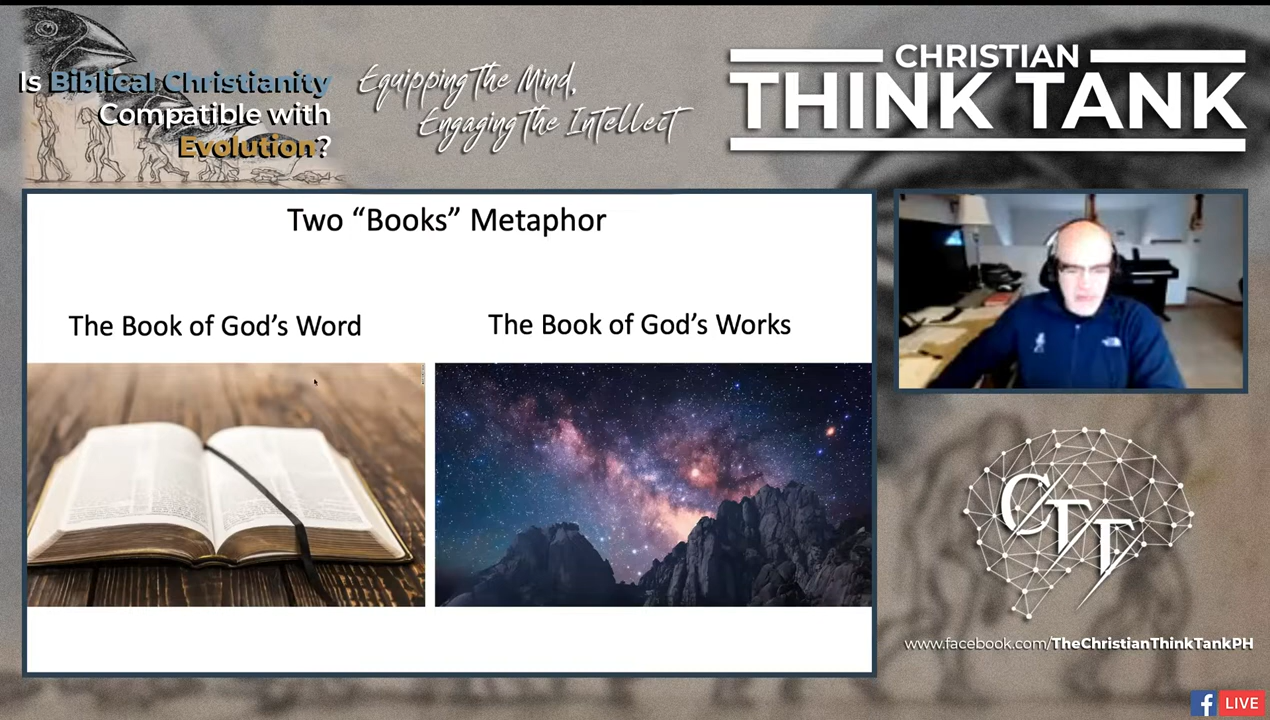 Is Biblical Christianity
Compatible with
Evolution?
Equipping The Mind,
Engaging The Intellect
CHRISTIAN
THINK TANK
Two “Books” Metaphor
The Book of God’s Word
The Book of God’s Works
CTT
www.facebook.com/TheChristianThinkTankPH
f LIVE